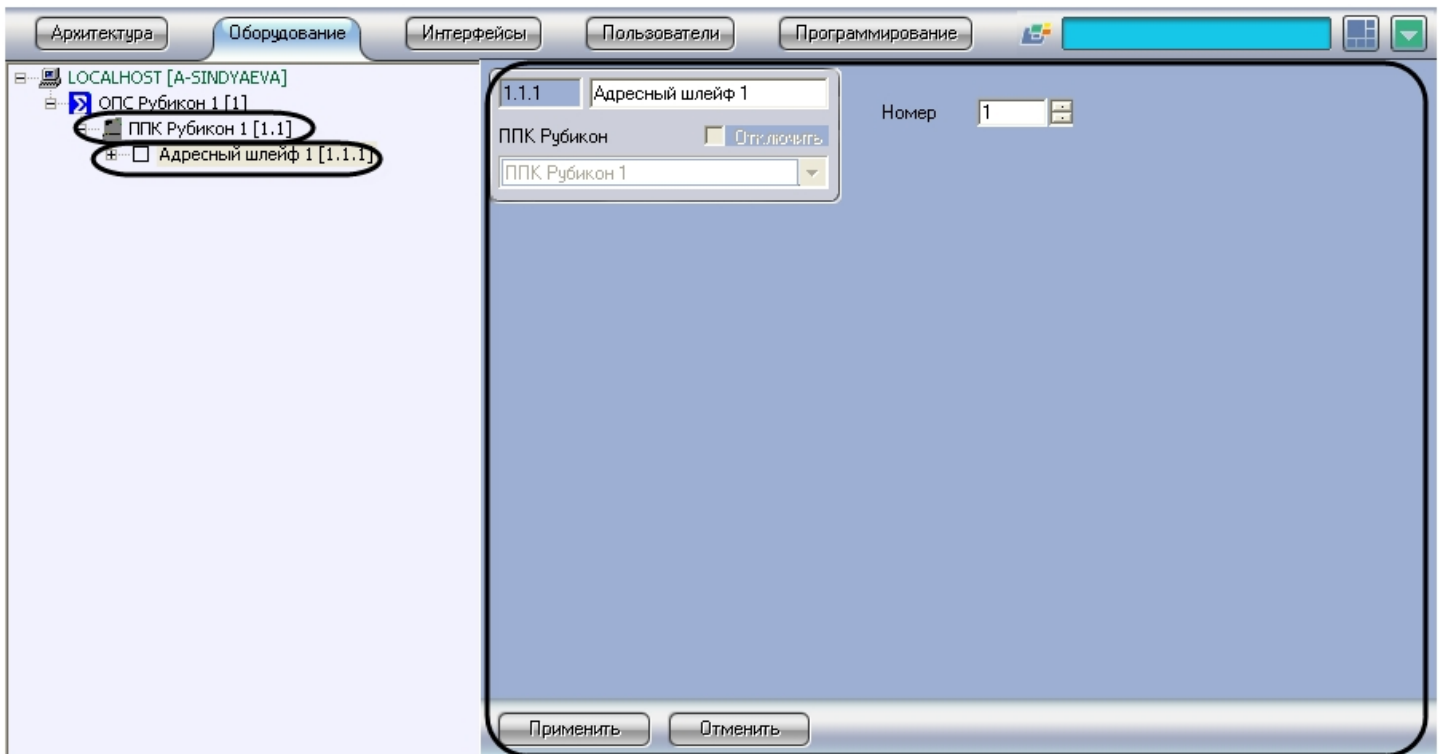 Архитектура Оборудование Интерфейсы Пользователи Программирование
LOCALHOST [A-SINDYAEVA]
ОПС Рубикон 1 [1]
ППК Рубикон 1 [1.1]
Адресный шлейф 1 [1.1.1]
1.1.1 Адресный шлейф 1
Номер 1
ППК Рубикон Отключить
ППК Рубикон 1
Применить Отменить